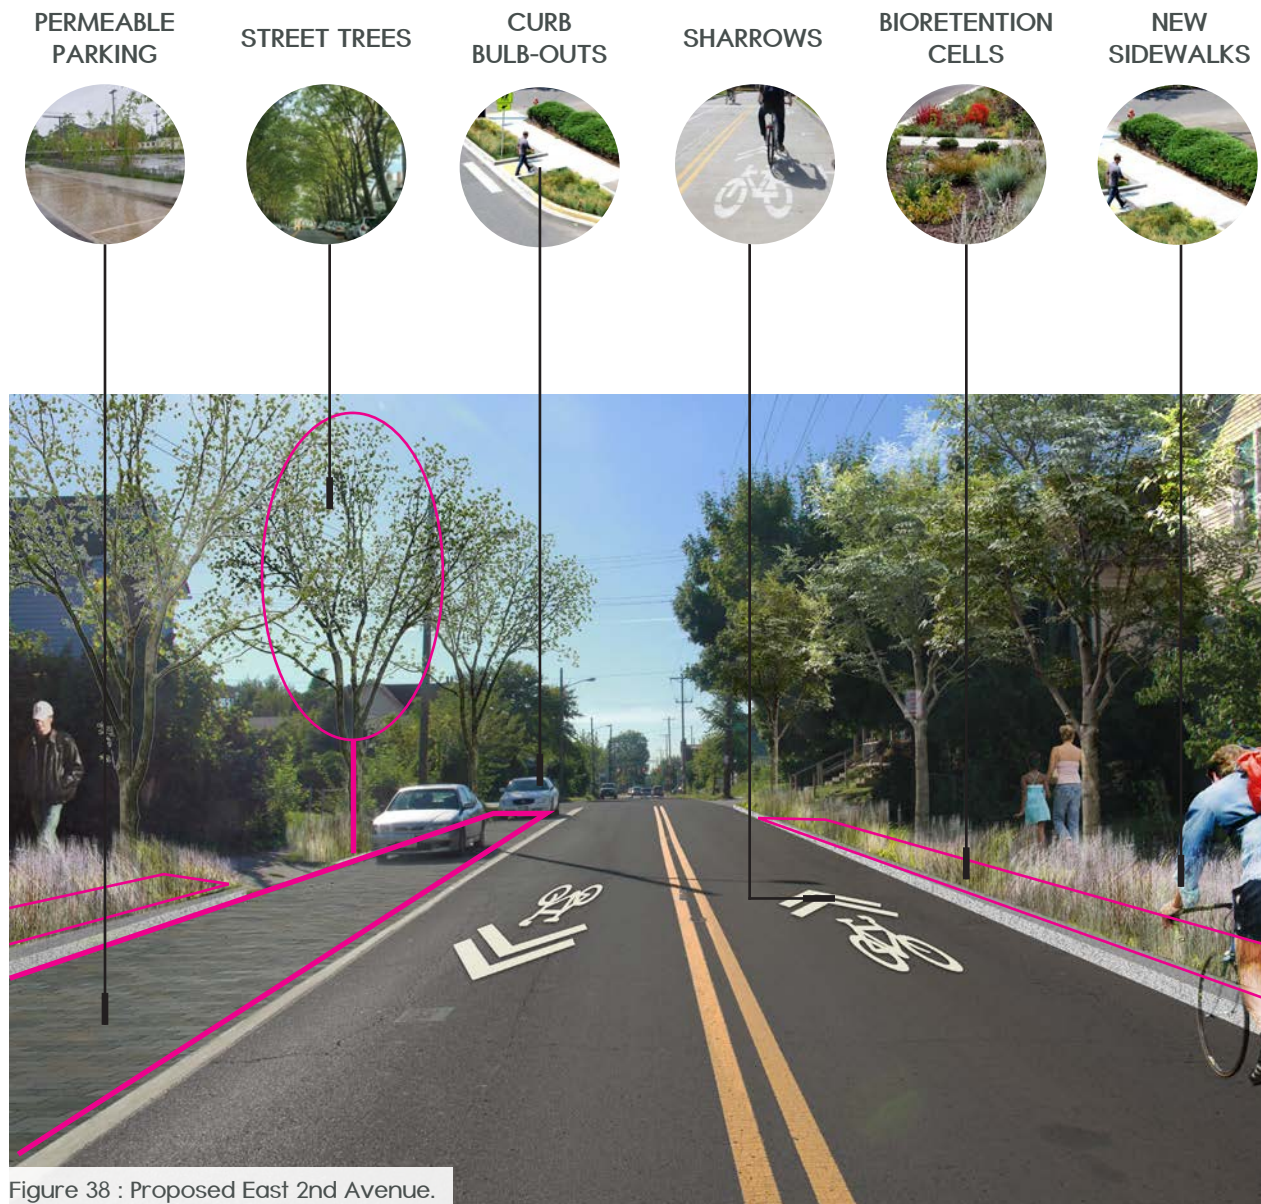 PERMEABLE
PARKING
STREET TREES
CURB
BULB-OUTS
SHARROWS
BIORETENTION
CELLS
NEW
SIDEWALKS
Figure 38 : Proposed East 2nd Avenue.